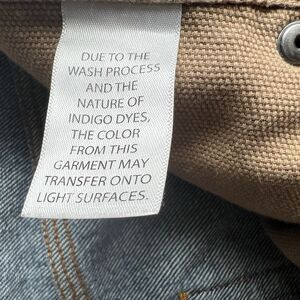 DUE TO THE
WASH PROCESS
AND THE
NATURE OF
INDIGO DYES,
THE COLOR
FROM THIS
GARMENT MAY
TRANSFER ONTO
LIGHT SURFACES.